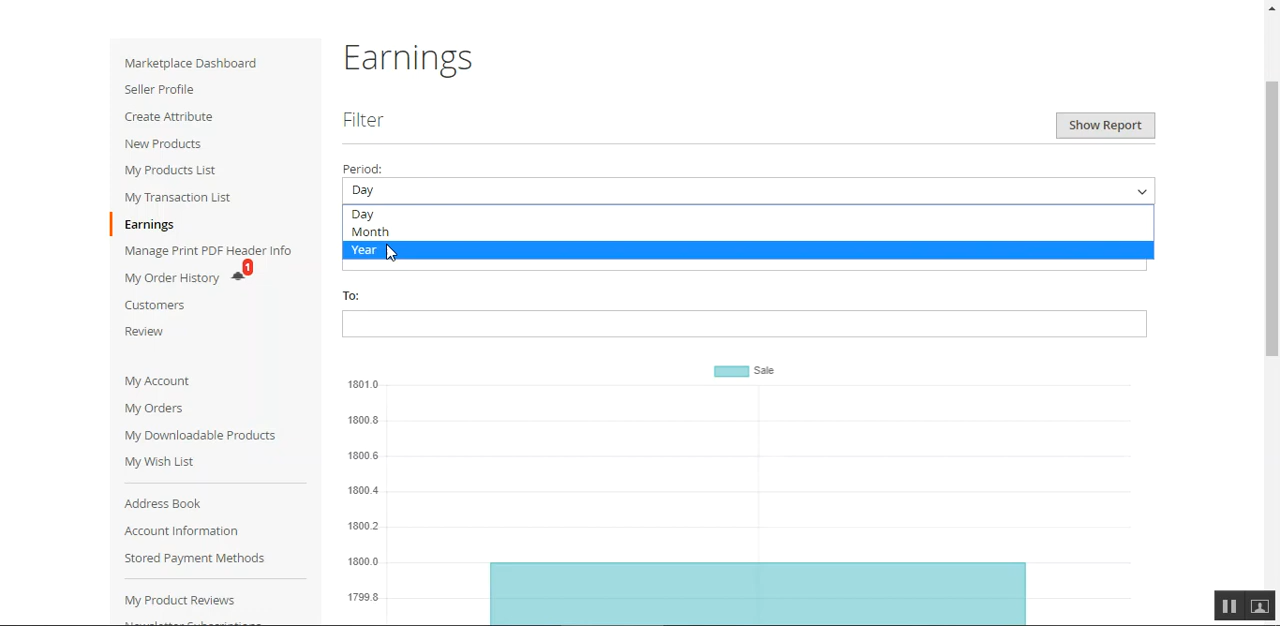 Earnings
Marketplace Dashboard
Seller Profile
Create Attribute
New Products
My Products List
My Transaction List
Earnings
Manage Print PDF Header Info
My Order History
1
Customers
Review
My Account
My Orders
My Downloadable Products
My Wish List
Address Book
Account Information
Stored Payment Methods
My Product Reviews
Newsletter Subscriptions
Filter
Show Report
Period:
Day
Day
Month
Year
To:
Sale
1801.0
1800.8
1800.6
1800.4
1800.2
1800.0
1799.8